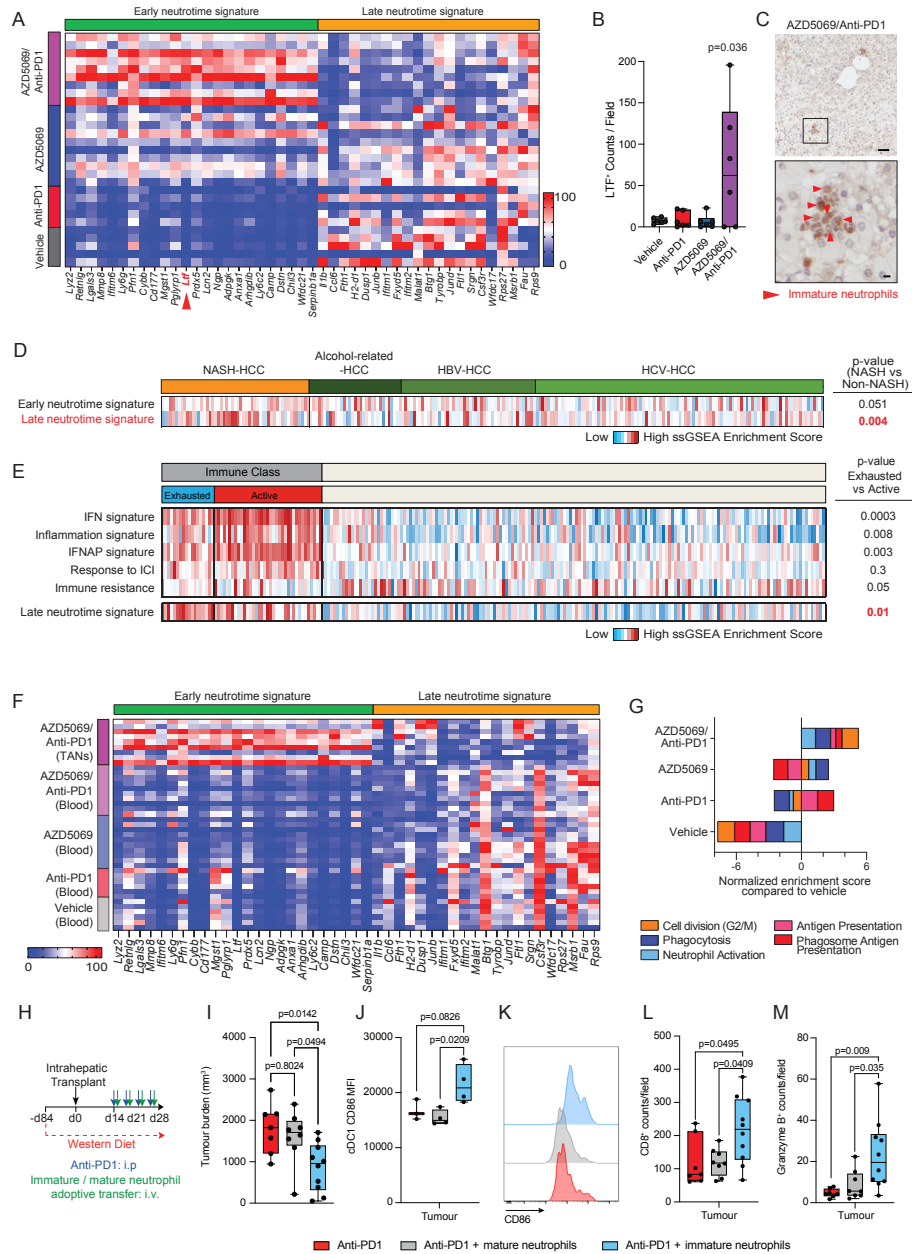 A
Early neutrotime signature
Late neutrotime signature
AZD5069/
Anti-PD1
AZD5069
Anti-PD1
Vehicle
100
0
Lyz2
Retnlg
Lgals3
Mmp8
Ifitm6
Ly6g
Pfn1
Cybb
Cd177
Mgst1
Pglyrp1
Ltf
Prdx5
Lcn2
Ngp
Adpgk
Anxa1
Arhgdib
Ly6c2
Camp
Dstn
Chil3
Wfdc21
Serpinb1a
Il1b
Ccl6
Fth1
H2-d1
Dusp1
Junb
Ifitm1
Fxyd5
Ifitm2
Malat1
Btg1
Tyrobp
Jund
Ftl1
Srgn
Csf3r
Wfdc17
Rps27
Msrb1
Fau
Rps9
B
p=0.036
LTF⁺ Counts / Field
200
150
100
50
0
Vehicle
Anti-PD1
AZD5069
AZD5069/
Anti-PD1
C
AZD5069/Anti-PD1
Immature neutrophils
D
NASH-HCC
Alcohol-related
-HCC
HBV-HCC
HCV-HCC
p-value
(NASH vs
Non-NASH)
Early neutrotime signature
0.051
Late neutrotime signature
0.004
Low
High ssGSEA Enrichment Score
E
Immune Class
Exhausted
Active
p-value
Exhausted
vs Active
IFN signature
0.0003
Inflammation signature
0.008
IFNAP signature
0.003
Response to ICI
0.3
Immune resistance
0.05
Late neutrotime signature
0.01
Low
High ssGSEA Enrichment Score
F
Early neutrotime signature
Late neutrotime signature
AZD5069/
Anti-PD1
(TANs)
AZD5069/
Anti-PD1
(Blood)
AZD5069
(Blood)
Anti-PD1
(Blood)
Vehicle
(Blood)
0
100
Lyz2
Retnlg
Lgals3
Mmp8
Ifitm6
Ly6g
Pfn1
Cybb
Cd177
Mgst1
Pglyrp1
Ltf
Prdx5
Lcn2
Ngp
Adpgk
Anxa1
Arhgdib
Ly6c2
Camp
Dstn
Chil3
Wfdc21
Serpinb1a
Il1b
Ccl6
Fth1
H2-d1
Dusp1
Junb
Ifitm1
Fxyd5
Ifitm2
Malat1
Btg1
Tyrobp
Jund
Ftl1
Srgn
Csf3r
Wfdc17
Rps27
Msrb1
Fau
Rps9
G
AZD5069/
Anti-PD1
AZD5069
Anti-PD1
Vehicle
-6
0
6
Normalized enrichment score
compared to vehicle
Cell division (G2/M)
Phagocytosis
Neutrophil Activation
Antigen Presentation
Phagosome Antigen
Presentation
H
Intrahepatic
Transplant
-d84
d0
d14
d28
Western Diet
Anti-PD1: i.p
Immature / mature neutrophil
adoptive transfer: i.v.
I
p=0.0142
p=0.0494
p=0.8024
Tumour burden (mm³)
4000
3000
2000
1000
0
J
p=0.0826
p=0.0209
cDC1 CD86 MFI
30000
20000
10000
0
Tumour
K
CD86
L
p=0.0495
p=0.0409
CD8⁺ counts/field
500
400
300
200
100
0
Tumour
M
p=0.009
p=0.035
Granzyme B⁺ counts/field
80
60
40
20
0
Tumour
Anti-PD1
Anti-PD1 + mature neutrophils
Anti-PD1 + immature neutrophils